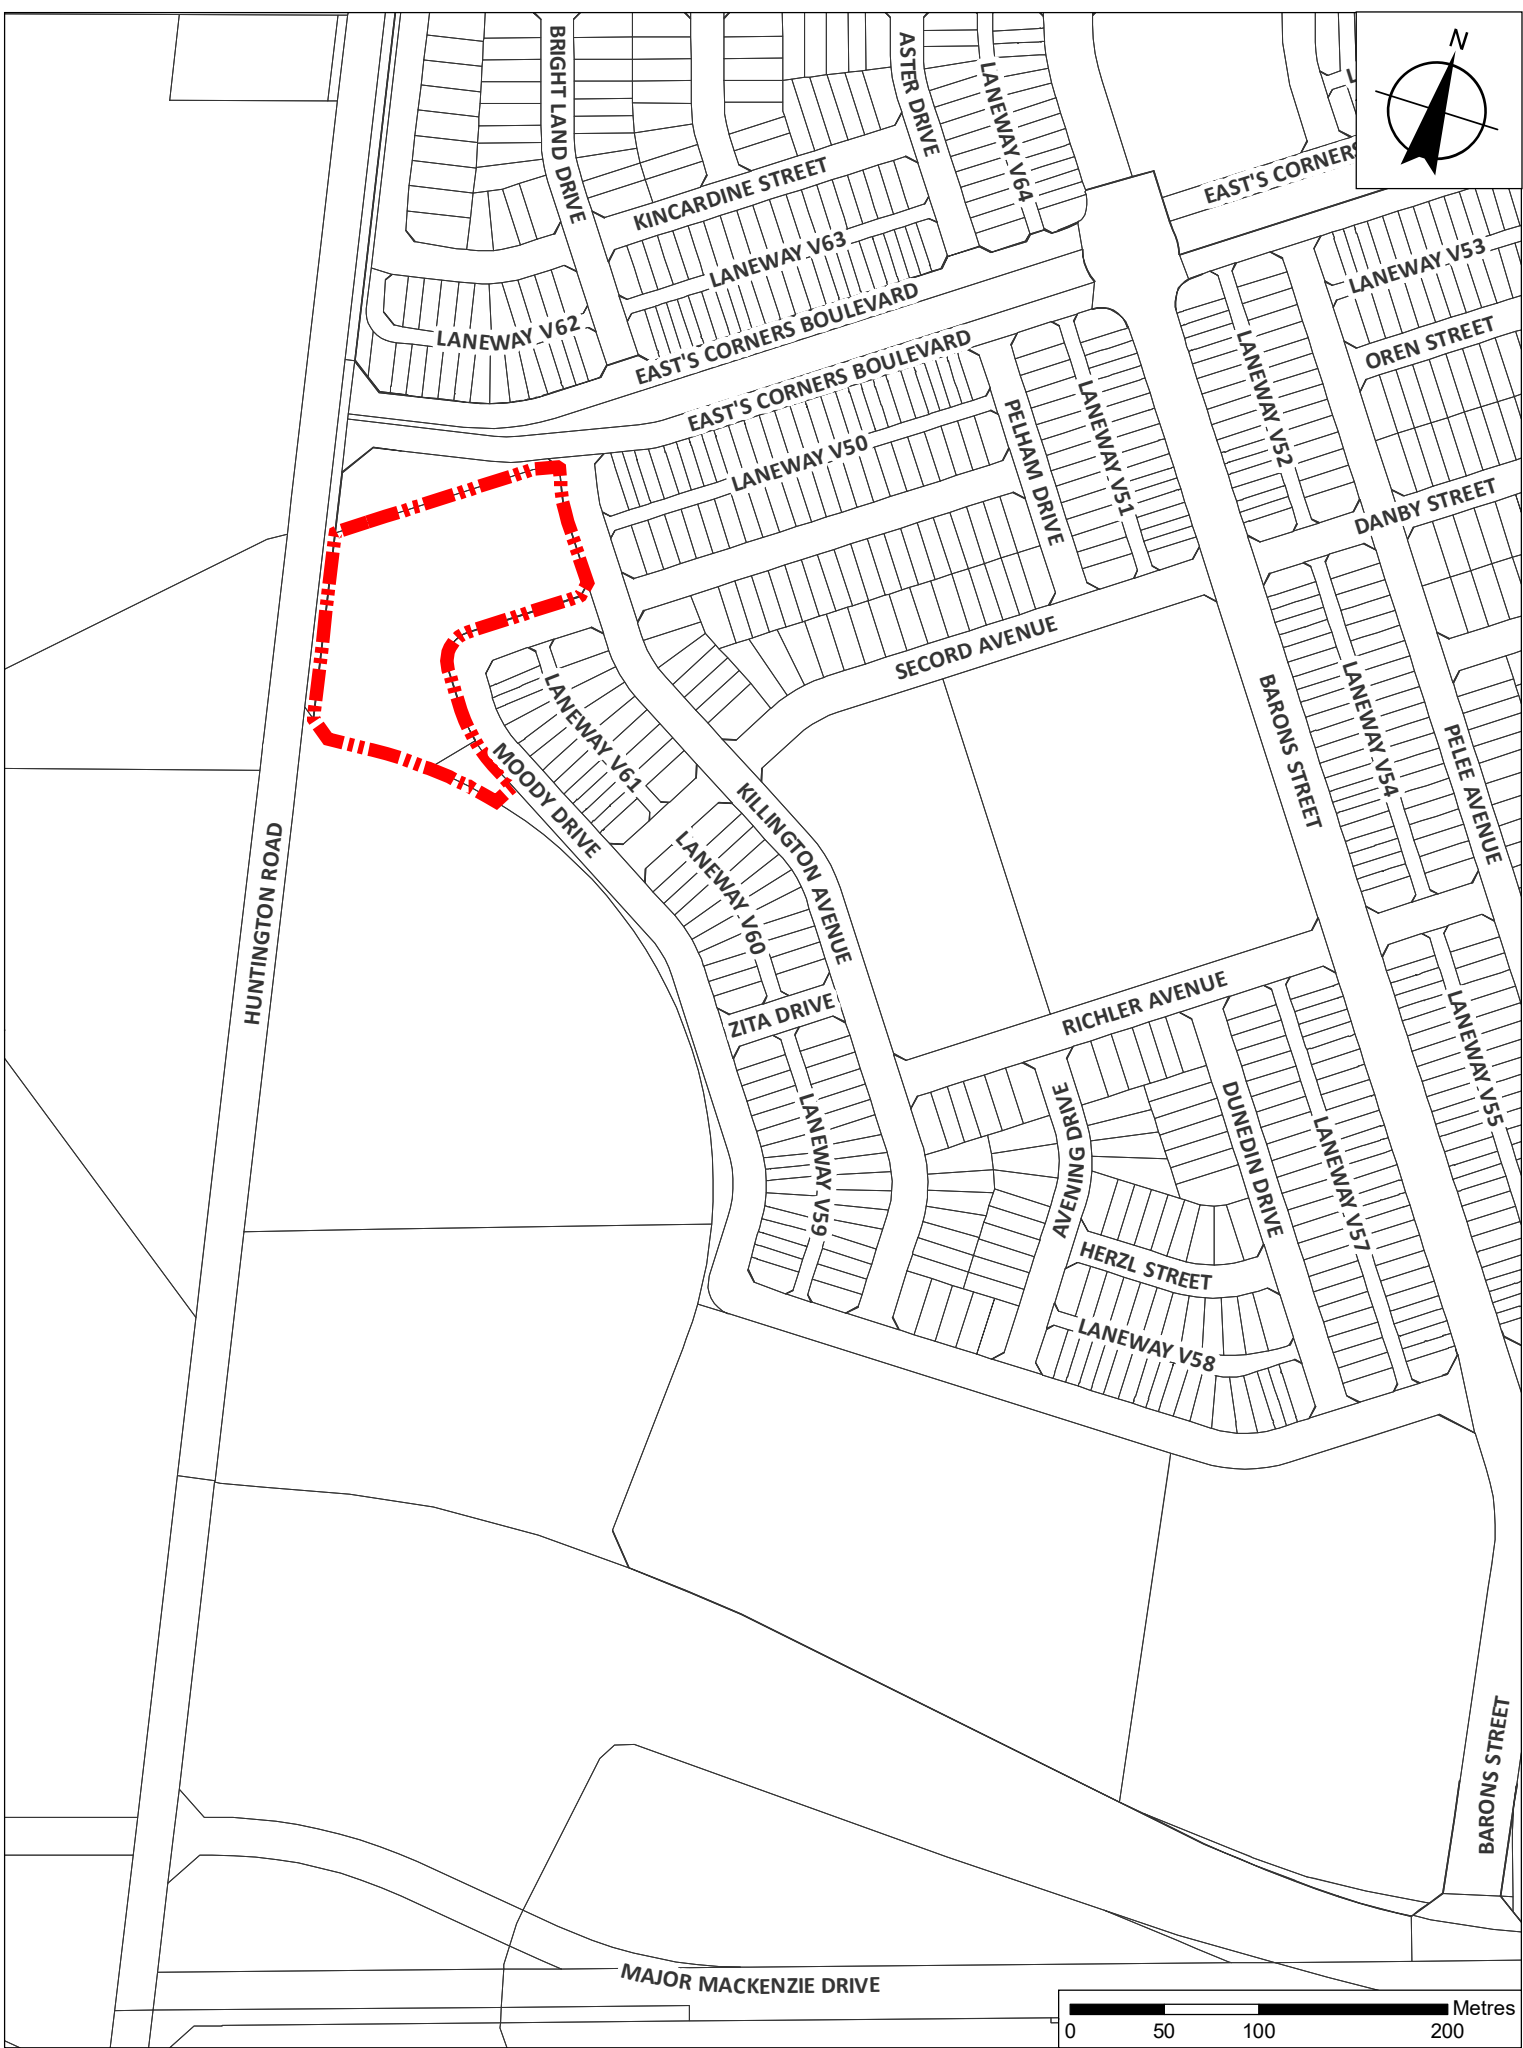 N
BRIGHT LAND DRIVE
ASTER DRIVE
LANEWAY V64
KINCARDINE STREET
EAST'S CORNERS
LANEWAY V63
LANEWAY V53
LANEWAY V62
EAST'S CORNERS BOULEVARD
EAST'S CORNERS BOULEVARD
OREN STREET
LANEWAY V52
LANEWAY V51
PELHAM DRIVE
LANEWAY V50
DANBY STREET
SECORD AVENUE
LANEWAY V61
MOODY DRIVE
BARONS STREET
LANEWAY V54
PELEE AVENUE
KILLINGTON AVENUE
LANEWAY V60
HUNTINGTON ROAD
ZITA DRIVE
RICHLER AVENUE
LANEWAY V55
LANEWAY V59
AVENING DRIVE
DUNEDIN DRIVE
LANEWAY V57
HERZL STREET
LANEWAY V58
BARONS STREET
MAJOR MACKENZIE DRIVE
Metres
0 50 100 200